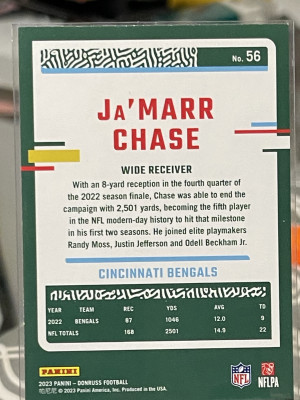 No. 56
JA'MARR
CHASE
WIDE RECEIVER
With an 8-yard reception in the fourth quarter of
the 2022 season finale, Chase was able to end the
campaign with 2,501 yards, becoming the fifth player
in the NFL modern-day history to hit that milestone
in his first two seasons. He joined elite playmakers
Randy Moss, Justin Jefferson and Odell Beckham Jr.
CINCINNATI BENGALS
YEAR TEAM REC YDS AVG TD
2022 BENGALS 87 1046 12.0 9
NFL TOTALS 168 2501 14.9 22
PANINI
2023 PANINI – DONRUSS FOOTBALL
帕尼尼 © 2023 Panini America, Inc. Produced in the USA.
NFL NFLPA